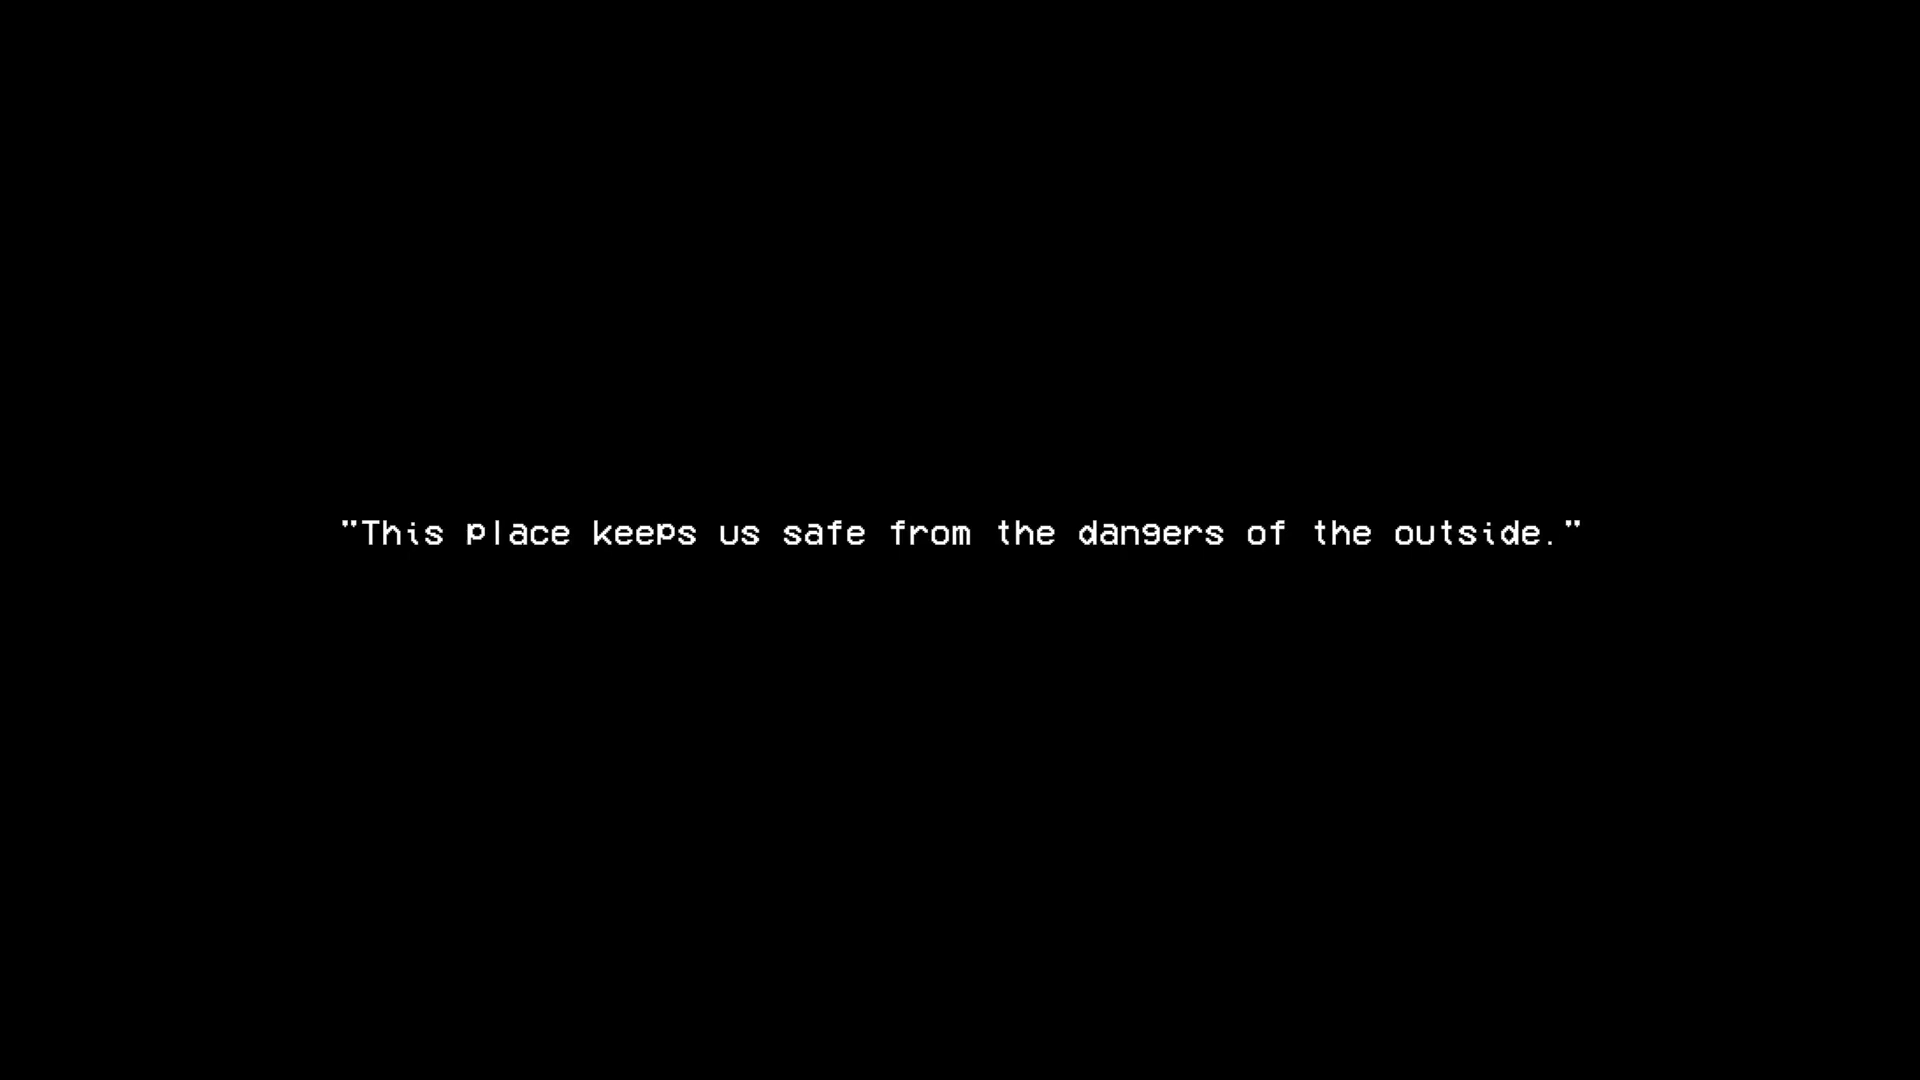 "This place keeps us safe from the dangers of the outside."